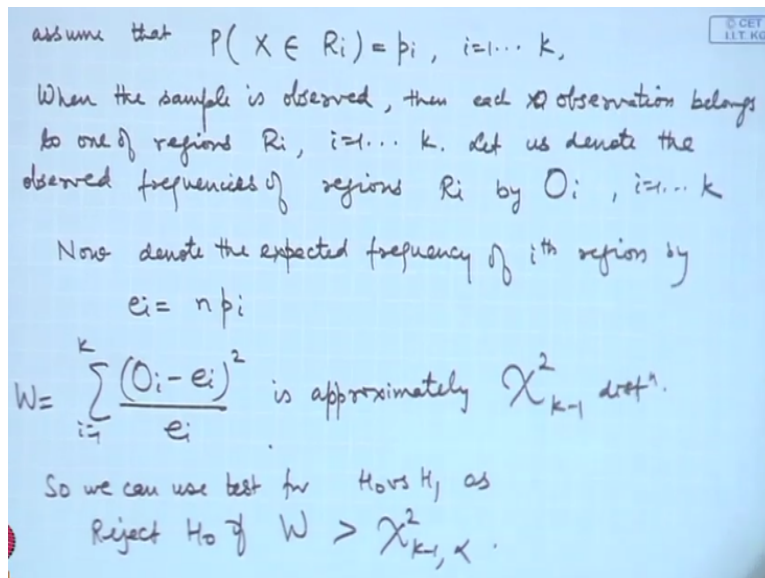 © CET
I.I.T. KG
assume that P( X ∈ Ri) = pi, i=1... k,
When the sample is observed, then each observation belongs
to one of regions Ri, i=1... k. Let us denote the
observed frequencies of regions Ri by Oi, i=1... k
Now denote the expected frequency of ith region by
ei = npi
W = Σ_{i=1}^{k} (Oi - ei)² / ei is approximately χ²_{k-1} distⁿ.
So we can use test for H0 vs H1 as
Reject H0 if W > χ²_{k-1, α}.